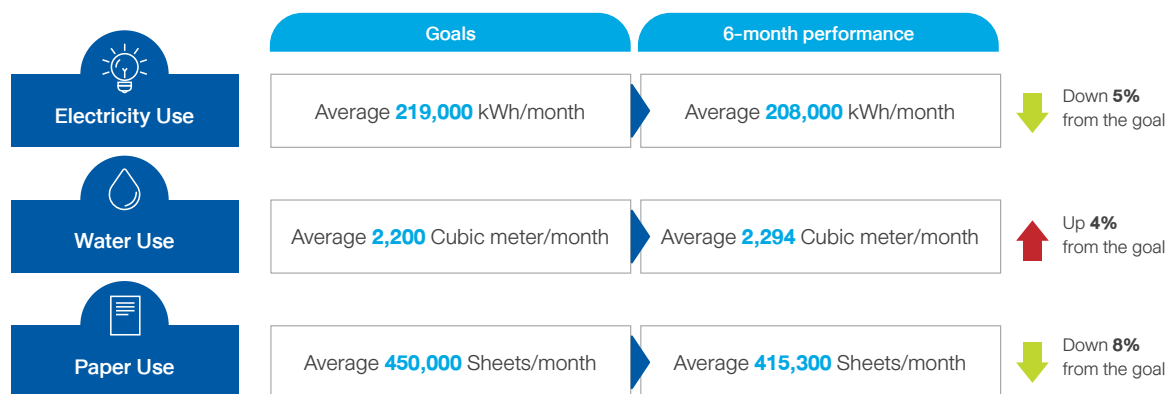 Goals
6-month performance
Electricity Use
Average 219,000 kWh/month
Average 208,000 kWh/month
Down 5%
from the goal
Water Use
Average 2,200 Cubic meter/month
Average 2,294 Cubic meter/month
Up 4%
from the goal
Paper Use
Average 450,000 Sheets/month
Average 415,300 Sheets/month
Down 8%
from the goal